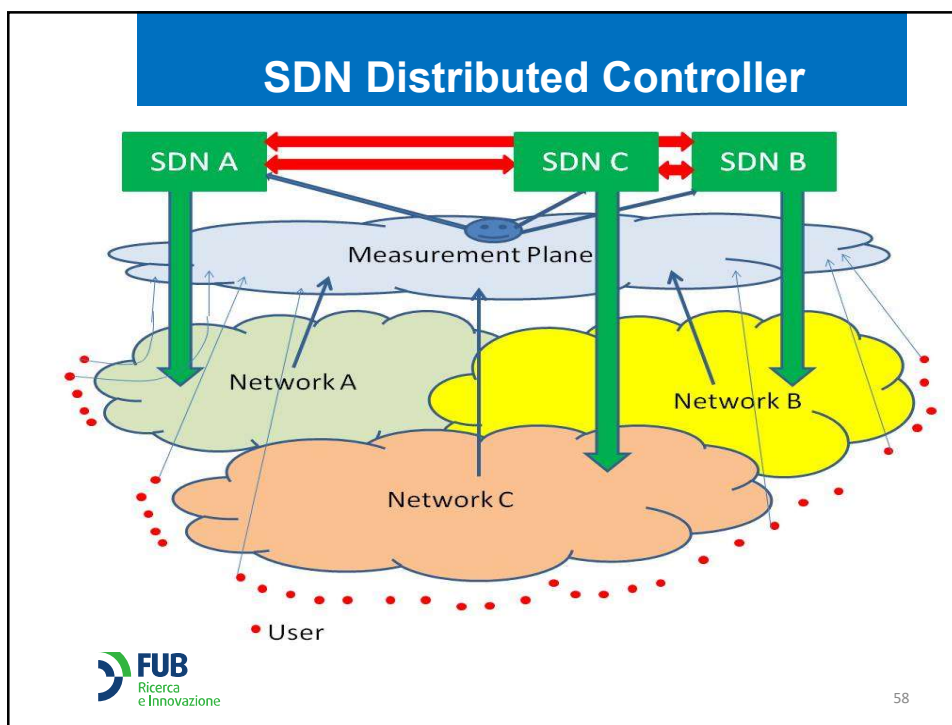 SDN Distributed Controller
SDN A
SDN C
SDN B
Measurement Plane
Network A
Network B
Network C
User
FUB
Ricerca
e Innovazione
58